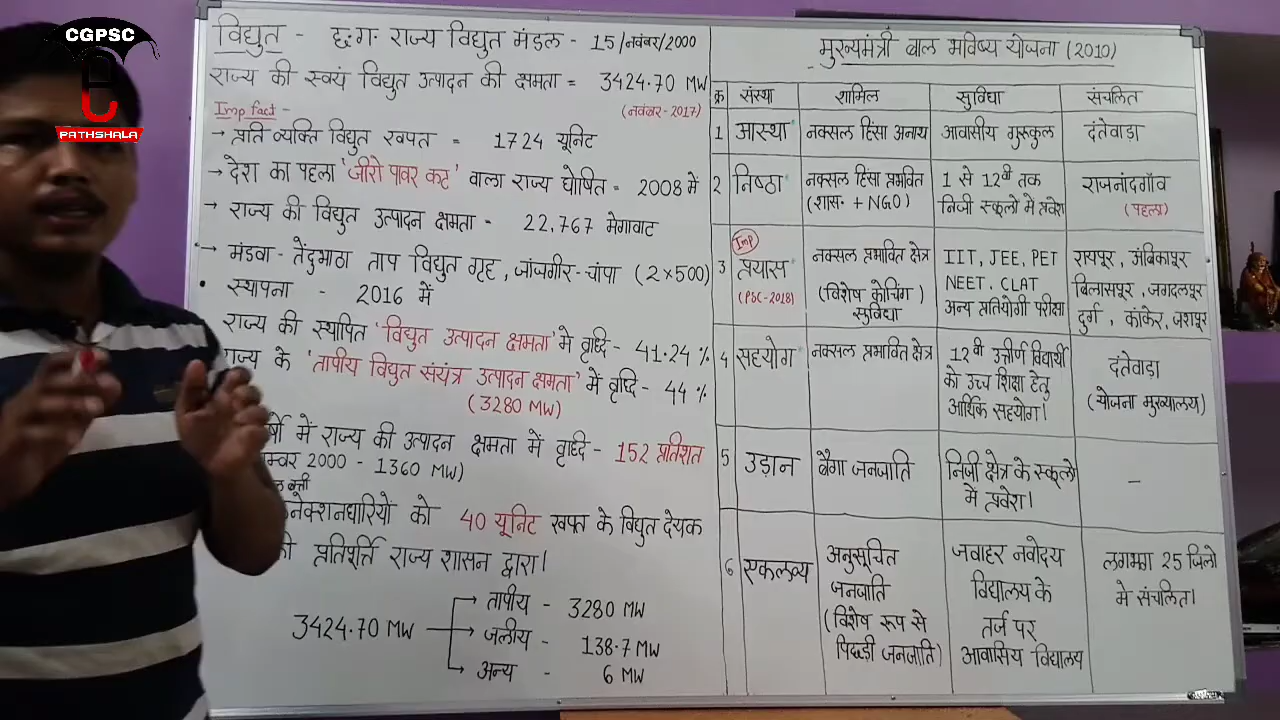 CGPSC
PATHSHALA
विद्युत - छ.ग. राज्य विद्युत मंडल - 15/नवंबर/2000
राज्य की स्वयं विद्युत उत्पादन की क्षमता = 3424.70 MW
(नवंबर-2017)
Imp fact -
→ प्रति व्यक्ति विद्युत खपत = 1724 यूनिट
→ देश का पहला 'जीरो पावर कट' वाला राज्य घोषित = 2008 में
→ राज्य की विद्युत उत्पादन क्षमता - 22,767 मेगावाट
→ मंडवा - तेंदुभाठा ताप विद्युत गृह, जांजगीर-चांपा (2×500)
• स्थापना - 2016 में
राज्य की स्थापित 'विद्युत उत्पादन क्षमता' में वृध्दि - 41.24 %
राज्य के 'तापीय विद्युत संयंत्र उत्पादन क्षमता' में वृध्दि - 44 %
(3280 MW)
में राज्य की उत्पादन क्षमता में वृध्दि - 152 प्रतिशत
2000 - 1360 MW)
बत्ती
को 40 यूनिट खपत के विद्युत देयक
प्रतिपूर्त्ति राज्य शासन द्वारा।
3424.70 MW
→ तापीय - 3280 MW
→ जलीय - 138.7 MW
→ अन्य - 6 MW
मुख्यमंत्री बाल भविष्य योजना (2010)
क्र संस्था शामिल सुविधा संचलित
1 आस्था नक्सल हिंसा अनाथ आवासीय गुरुकुल दंतेवाड़ा
2 निष्ठा नक्सल हिंसा प्रभावित 1 से 12वी तक राजनांदगाँव
(शास. + NGO) निजी स्कूलो मे प्रवेश (पहला)
Imp
3 प्रयास नक्सल प्रभावित क्षेत्र IIT, JEE, PET रायपुर, अंबिकापुर
(PSC-2018) (विशेष कोचिंग) NEET, CLAT बिलासपुर, जगदलपुर
सुविधा अन्य प्रतियोगी परीक्षा दुर्ग, कांकेर, जशपुर
4 सहयोग नक्सल प्रभावित क्षेत्र 12वी उत्तीर्ण विद्यार्थी दंतेवाड़ा
को उच्च शिक्षा हेतु (योजना मुख्यालय)
आर्थिक सहयोग।
5 उड़ान बैगा जनजाति निजी क्षेत्र के स्कूलो -
में प्रवेश।
6 एकलव्य अनुसूचित जवाहर नवोदय लगभग 25 जिलो
जनजाति विद्यालय के मे संचलित।
(विशेष रूप से तर्ज पर
पिछड़ी जनजाति) आवासिय विद्यालय